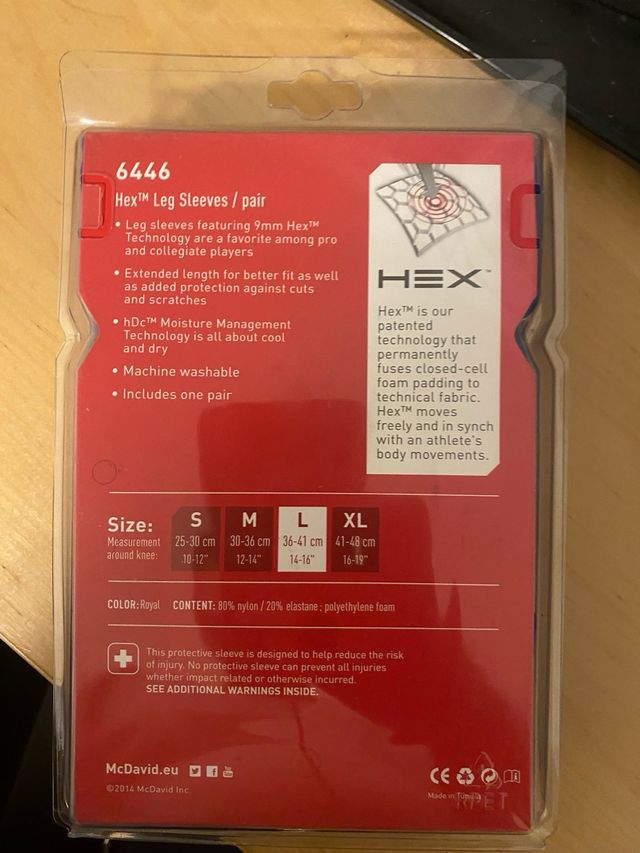 6446
Hex™ Leg Sleeves / pair
• Leg sleeves featuring 9mm Hex™
Technology are a favorite among pro
and collegiate players
• Extended length for better fit as well
as added protection against cuts
and scratches
• hDc™ Moisture Management
Technology is all about cool
and dry
• Machine washable
• Includes one pair
HEX™
Hex™ is our
patented
technology that
permanently
fuses closed-cell
foam padding to
technical fabric.
Hex™ moves
freely and in synch
with an athlete's
body movements.
Size:
Measurement
around knee:
S
25-30 cm
10-12"
M
30-36 cm
12-14"
L
36-41 cm
14-16"
XL
41-48 cm
16-19"
COLOR: Royal CONTENT: 80% nylon / 20% elastane ; polyethylene foam
This protective sleeve is designed to help reduce the risk
of injury. No protective sleeve can prevent all injuries
whether impact related or otherwise incurred.
SEE ADDITIONAL WARNINGS INSIDE.
McDavid.eu
You Tube
©2014 McDavid Inc.
CE
Made in Tunisia
RPET